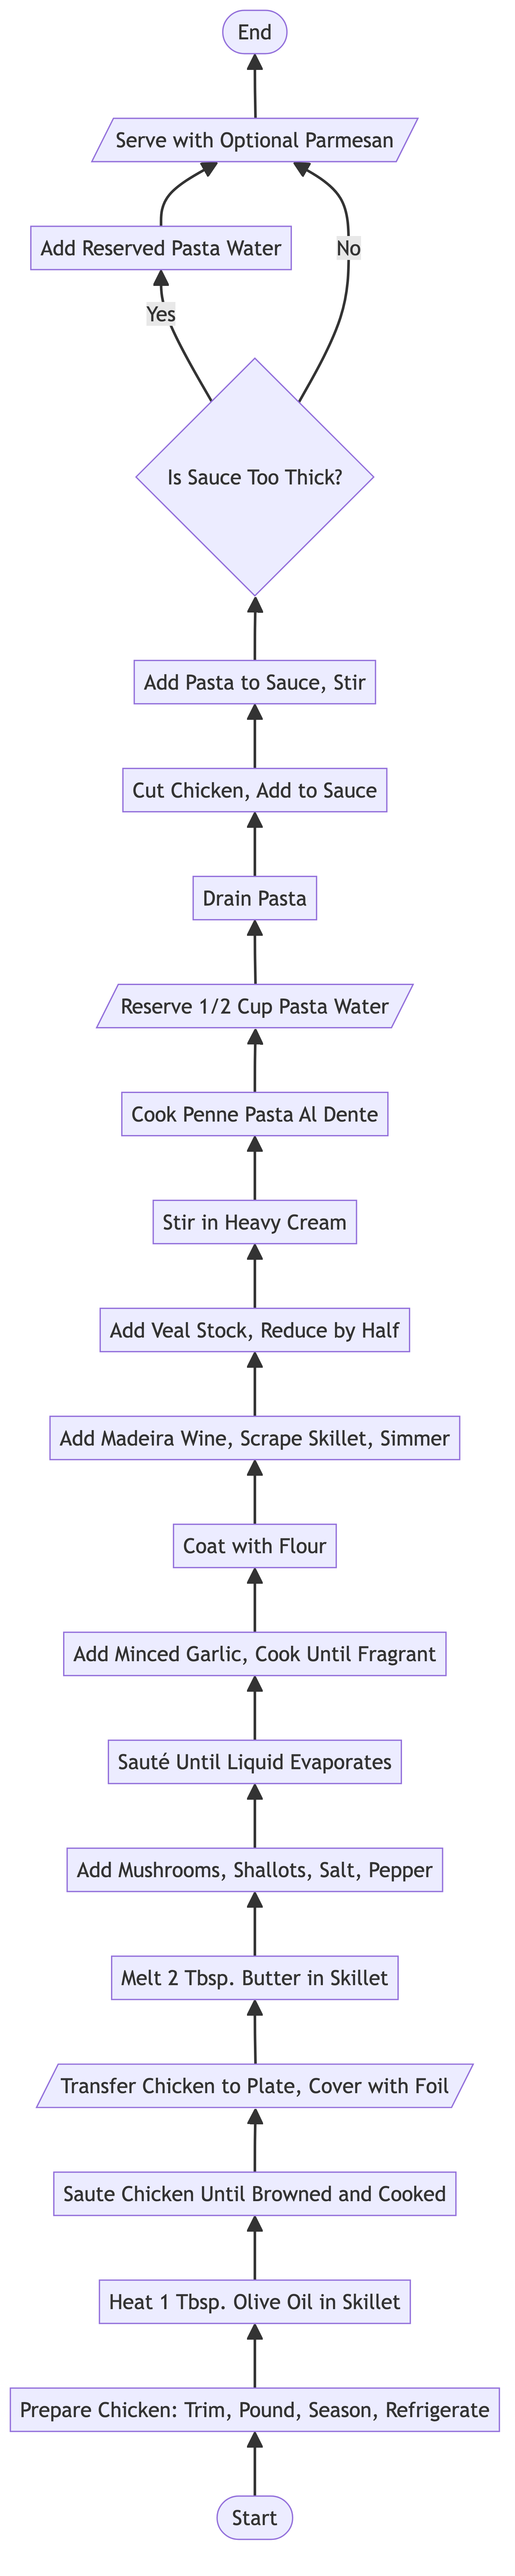 End
Serve with Optional Parmesan
Add Reserved Pasta Water
No
Yes
Is Sauce Too Thick?
Add Pasta to Sauce, Stir
Cut Chicken, Add to Sauce
Drain Pasta
Reserve 1/2 Cup Pasta Water
Cook Penne Pasta Al Dente
Stir in Heavy Cream
Add Veal Stock, Reduce by Half
Add Madeira Wine, Scrape Skillet, Simmer
Coat with Flour
Add Minced Garlic, Cook Until Fragrant
Sauté Until Liquid Evaporates
Add Mushrooms, Shallots, Salt, Pepper
Melt 2 Tbsp. Butter in Skillet
Transfer Chicken to Plate, Cover with Foil
Saute Chicken Until Browned and Cooked
Heat 1 Tbsp. Olive Oil in Skillet
Prepare Chicken: Trim, Pound, Season, Refrigerate
Start